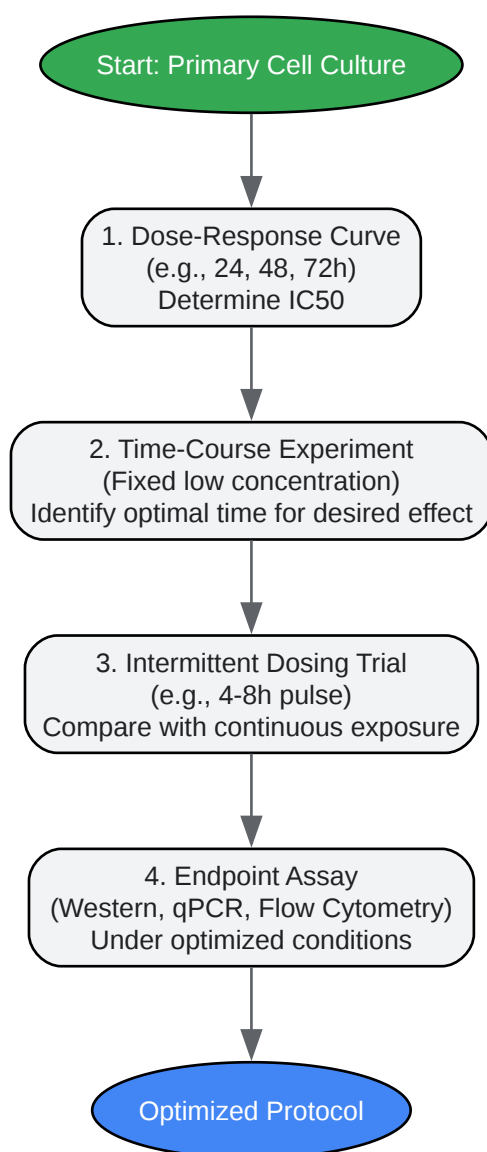 Start: Primary Cell Culture
1. Dose-Response Curve
(e.g., 24, 48, 72h)
Determine IC50
2. Time-Course Experiment
(Fixed low concentration)
Identify optimal time for desired effect
3. Intermittent Dosing Trial
(e.g., 4-8h pulse)
Compare with continuous exposure
4. Endpoint Assay
(Western, qPCR, Flow Cytometry)
Under optimized conditions
Optimized Protocol